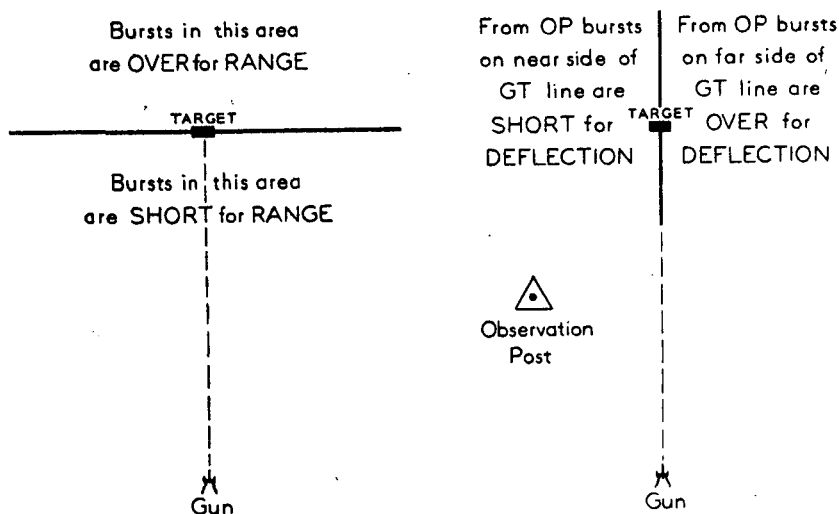 Bursts in this area
are OVER for RANGE
TARGET
Bursts in this area
are SHORT for RANGE
Gun
From OP bursts
on near side of
GT line are
SHORT for
DEFLECTION
From OP bursts
on far side of
GT line are
OVER for
DEFLECTION
TARGET
Observation
Post
Gun